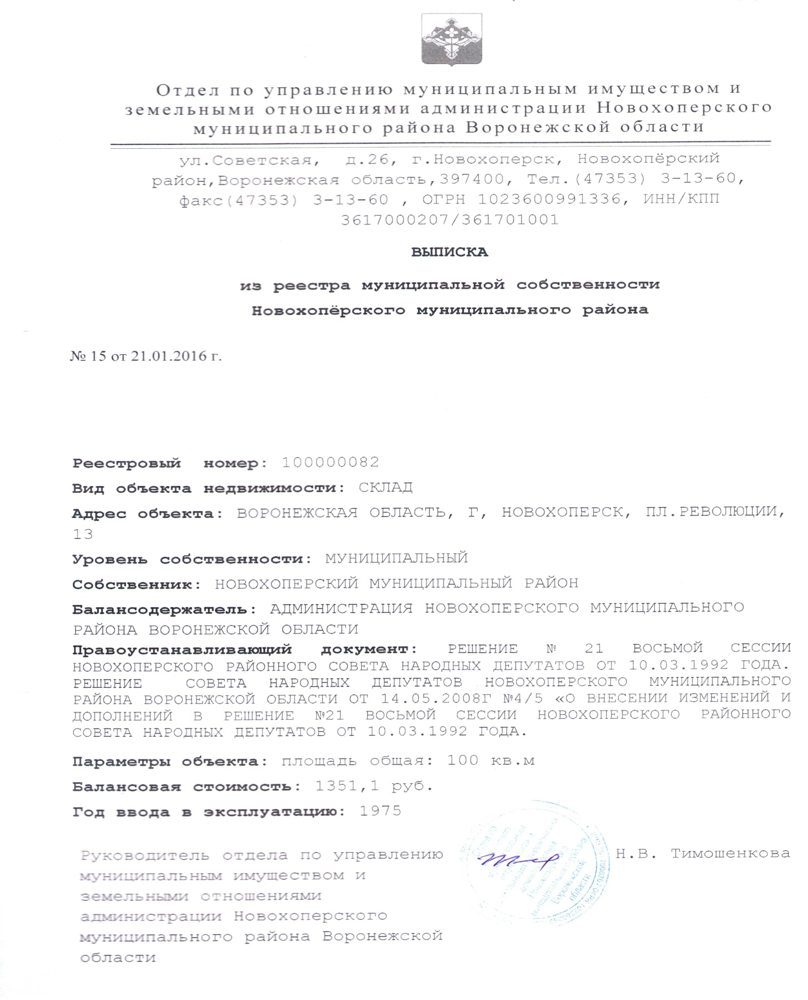 Отдел по управлению муниципальным имуществом и
земельными отношениями администрации Новохоперского
муниципального района Воронежской области
ул.Советская, д.26, г.Новохоперск, Новохопёрский
район,Воронежская область,397400, Тел.(47353) 3-13-60,
факс(47353) 3-13-60 , ОГРН 1023600991336, ИНН/КПП
3617000207/361701001
ВЫПИСКА
из реестра муниципальной собственности
Новохопёрского муниципального района
№ 15 от 21.01.2016 г.
Реестровый номер: 100000082
Вид объекта недвижимости: СКЛАД
Адрес объекта: ВОРОНЕЖСКАЯ ОБЛАСТЬ, Г, НОВОХОПЕРСК, ПЛ.РЕВОЛЮЦИИ,
13
Уровень собственности: МУНИЦИПАЛЬНЫЙ
Собственник: НОВОХОПЕРСКИЙ МУНИЦИПАЛЬНЫЙ РАЙОН
Балансодержатель: АДМИНИСТРАЦИЯ НОВОХОПЕРСКОГО МУНИЦИПАЛЬНОГО
РАЙОНА ВОРОНЕЖСКОЙ ОБЛАСТИ
Правоустанавливающий документ: РЕШЕНИЕ № 21 ВОСЬМОЙ СЕССИИ
НОВОХОПЕРСКОГО РАЙОННОГО СОВЕТА НАРОДНЫХ ДЕПУТАТОВ ОТ 10.03.1992 ГОДА.
РЕШЕНИЕ СОВЕТА НАРОДНЫХ ДЕПУТАТОВ НОВОХОПЕРСКОГО МУНИЦИПАЛЬНОГО
РАЙОНА ВОРОНЕЖСКОЙ ОБЛАСТИ ОТ 14.05.2008Г №4/5 «О ВНЕСЕНИИ ИЗМЕНЕНИЙ И
ДОПОЛНЕНИЙ В РЕШЕНИЕ №21 ВОСЬМОЙ СЕССИИ НОВОХОПЕРСКОГО РАЙОННОГО
СОВЕТА НАРОДНЫХ ДЕПУТАТОВ ОТ 10.03.1992 ГОДА.
Параметры объекта: площадь общая: 100 кв.м
Балансовая стоимость: 1351,1 руб.
Год ввода в эксплуатацию: 1975
Руководитель отдела по управлению
муниципальным имуществом и
земельными отношениями
администрации Новохоперского
муниципального района Воронежской
области
Н.В. Тимошенкова
Воронежской
области